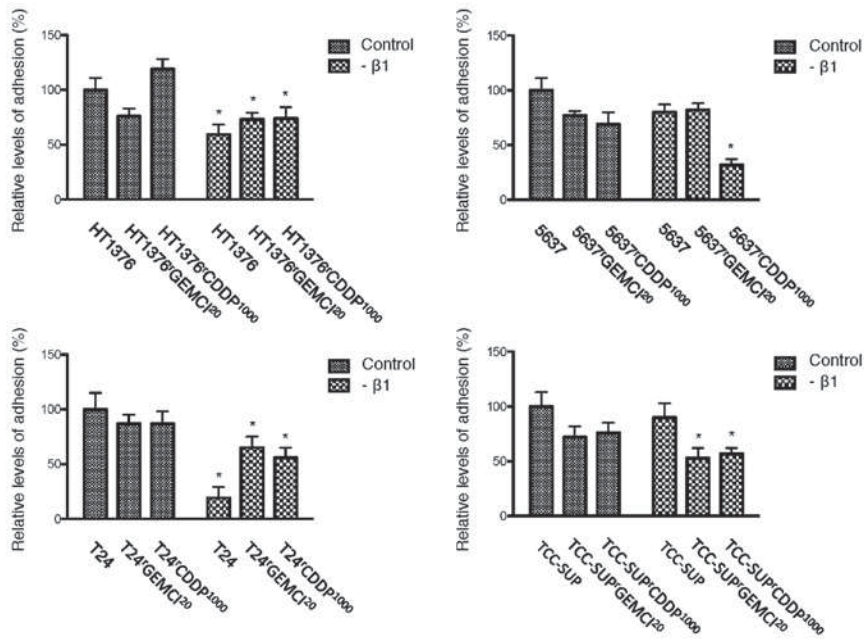 Relative levels of adhesion (%)
150
100
50
0
Control
- β1
* * *
HT1376
HT1376ʳGEMCI²⁰
HT1376ʳCDDP¹⁰⁰⁰
HT1376
HT1376ʳGEMCI²⁰
HT1376ʳCDDP¹⁰⁰⁰
Relative levels of adhesion (%)
150
100
50
0
Control
- β1
*
5637
5637ʳGEMCI²⁰
5637ʳCDDP¹⁰⁰⁰
5637
5637ʳGEMCI²⁰
5637ʳCDDP¹⁰⁰⁰
Relative levels of adhesion (%)
150
100
50
0
Control
- β1
* * *
T24
T24ʳGEMCI²⁰
T24ʳCDDP¹⁰⁰⁰
T24
T24ʳGEMCI²⁰
T24ʳCDDP¹⁰⁰⁰
Relative levels of adhesion (%)
150
100
50
0
Control
- β1
* *
TCC-SUP
TCC-SUPʳGEMCI²⁰
TCC-SUPʳCDDP¹⁰⁰⁰
TCC-SUP
TCC-SUPʳGEMCI²⁰
TCC-SUPʳCDDP¹⁰⁰⁰